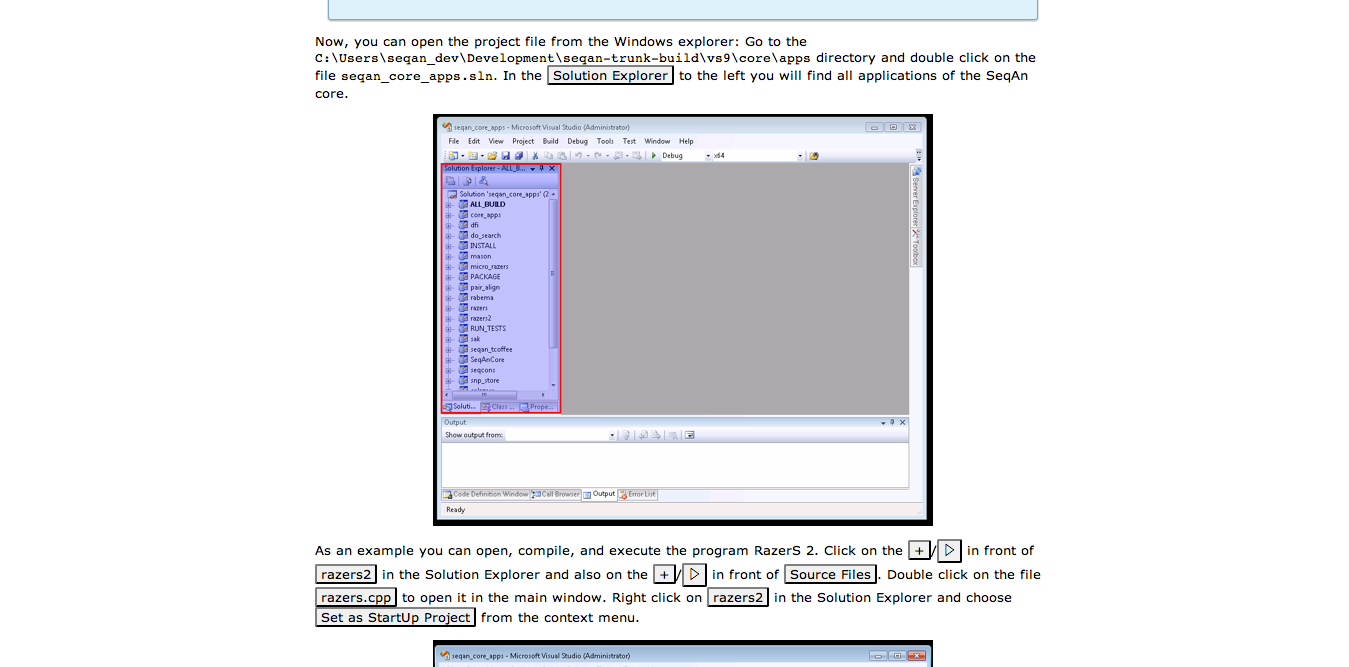 Now, you can open the project file from the Windows explorer: Go to the
C:\Users\seqan_dev\Development\seqan-trunk-build\vs9\core\apps directory and double click on the
file seqan_core_apps.sln. In the Solution Explorer to the left you will find all applications of the SeqAn
core.
seqan_core_apps - Microsoft Visual Studio (Administrator)
File Edit View Project Build Debug Tools Test Window Help
Debug x64
Solution Explorer - ALL_B...
Solution 'seqan_core_apps' (2
ALL_BUILD
core_apps
dfi
do_search
INSTALL
mason
micro_razers
PACKAGE
pair_align
rabema
razers
razers2
RUN_TESTS
sak
seqan_tcoffee
SeqAnCore
seqcons
snp_store
Soluti... Class ... Prope...
Server Explorer
Toolbox
Output
Show output from:
Code Definition Window Call Browser Output Error List
Ready
As an example you can open, compile, and execute the program RazerS 2. Click on the +/▷ in front of
razers2 in the Solution Explorer and also on the +/▷ in front of Source Files. Double click on the file
razers.cpp to open it in the main window. Right click on razers2 in the Solution Explorer and choose
Set as StartUp Project from the context menu.
seqan_core_apps - Microsoft Visual Studio (Administrator)